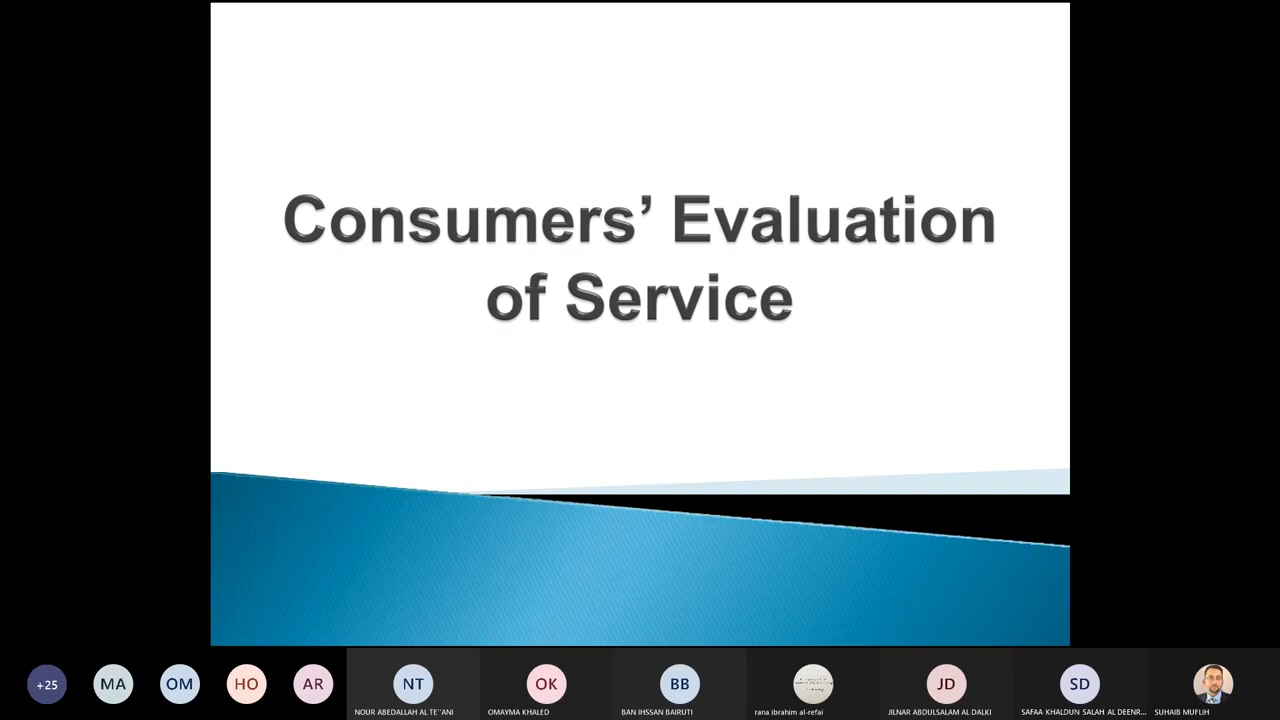 Consumers’ Evaluation
of Service
+25
MA
OM
HO
AR
NT
OK
BB
JD
SD
NOUR ABEDALLAH AL TE''ANI
OMAYMA KHALED
BAN IHSSAN BAIRUTI
rana ibrahim al-refai
JILNAR ABDULSALAM AL DALKI
SAFAA KHALDUN SALAH AL DEENR...
SUHAIB MUFLIH